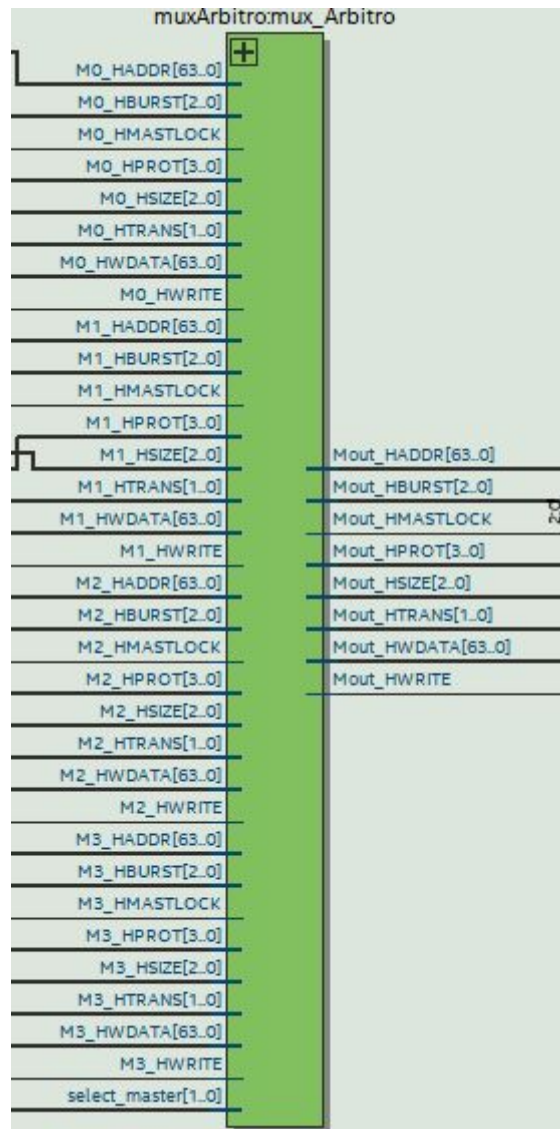 muxArbitro:mux_Arbitro
M0_HADDR[63..0]
M0_HBURST[2..0]
M0_HMASTLOCK
M0_HPROT[3..0]
M0_HSIZE[2..0]
M0_HTRANS[1..0]
M0_HWDATA[63..0]
M0_HWRITE
M1_HADDR[63..0]
M1_HBURST[2..0]
M1_HMASTLOCK
M1_HPROT[3..0]
M1_HSIZE[2..0]
M1_HTRANS[1..0]
M1_HWDATA[63..0]
M1_HWRITE
M2_HADDR[63..0]
M2_HBURST[2..0]
M2_HMASTLOCK
M2_HPROT[3..0]
M2_HSIZE[2..0]
M2_HTRANS[1..0]
M2_HWDATA[63..0]
M2_HWRITE
M3_HADDR[63..0]
M3_HBURST[2..0]
M3_HMASTLOCK
M3_HPROT[3..0]
M3_HSIZE[2..0]
M3_HTRANS[1..0]
M3_HWDATA[63..0]
M3_HWRITE
select_master[1..0]
Mout_HADDR[63..0]
Mout_HBURST[2..0]
Mout_HMASTLOCK
Mout_HPROT[3..0]
Mout_HSIZE[2..0]
Mout_HTRANS[1..0]
Mout_HWDATA[63..0]
Mout_HWRITE